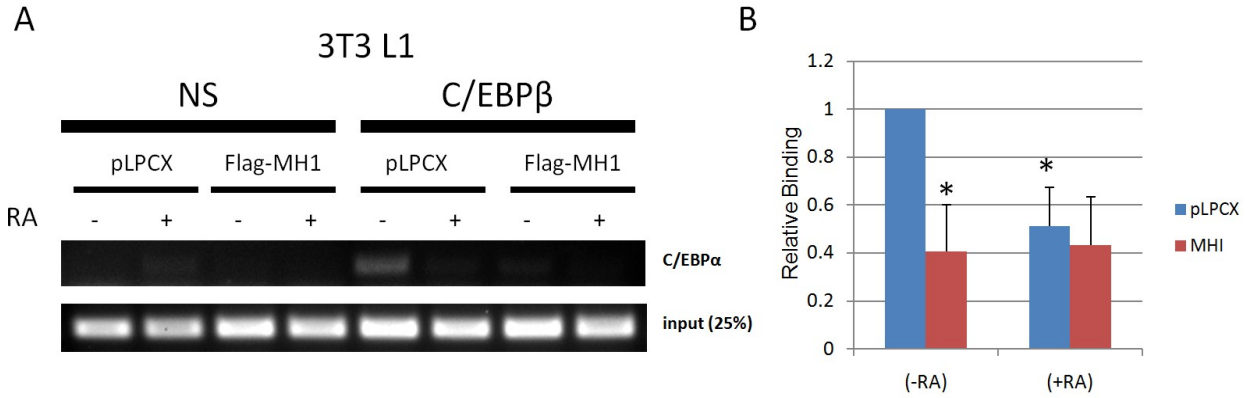 A
3T3 L1
NS C/EBPβ
pLPCX Flag-MH1 pLPCX Flag-MH1
RA - + - + - + - +
C/EBPα
input (25%)
B
Relative Binding
1.2
1
0.8
0.6
0.4
0.2
0
* *
(-RA) (+RA)
pLPCX
MHI